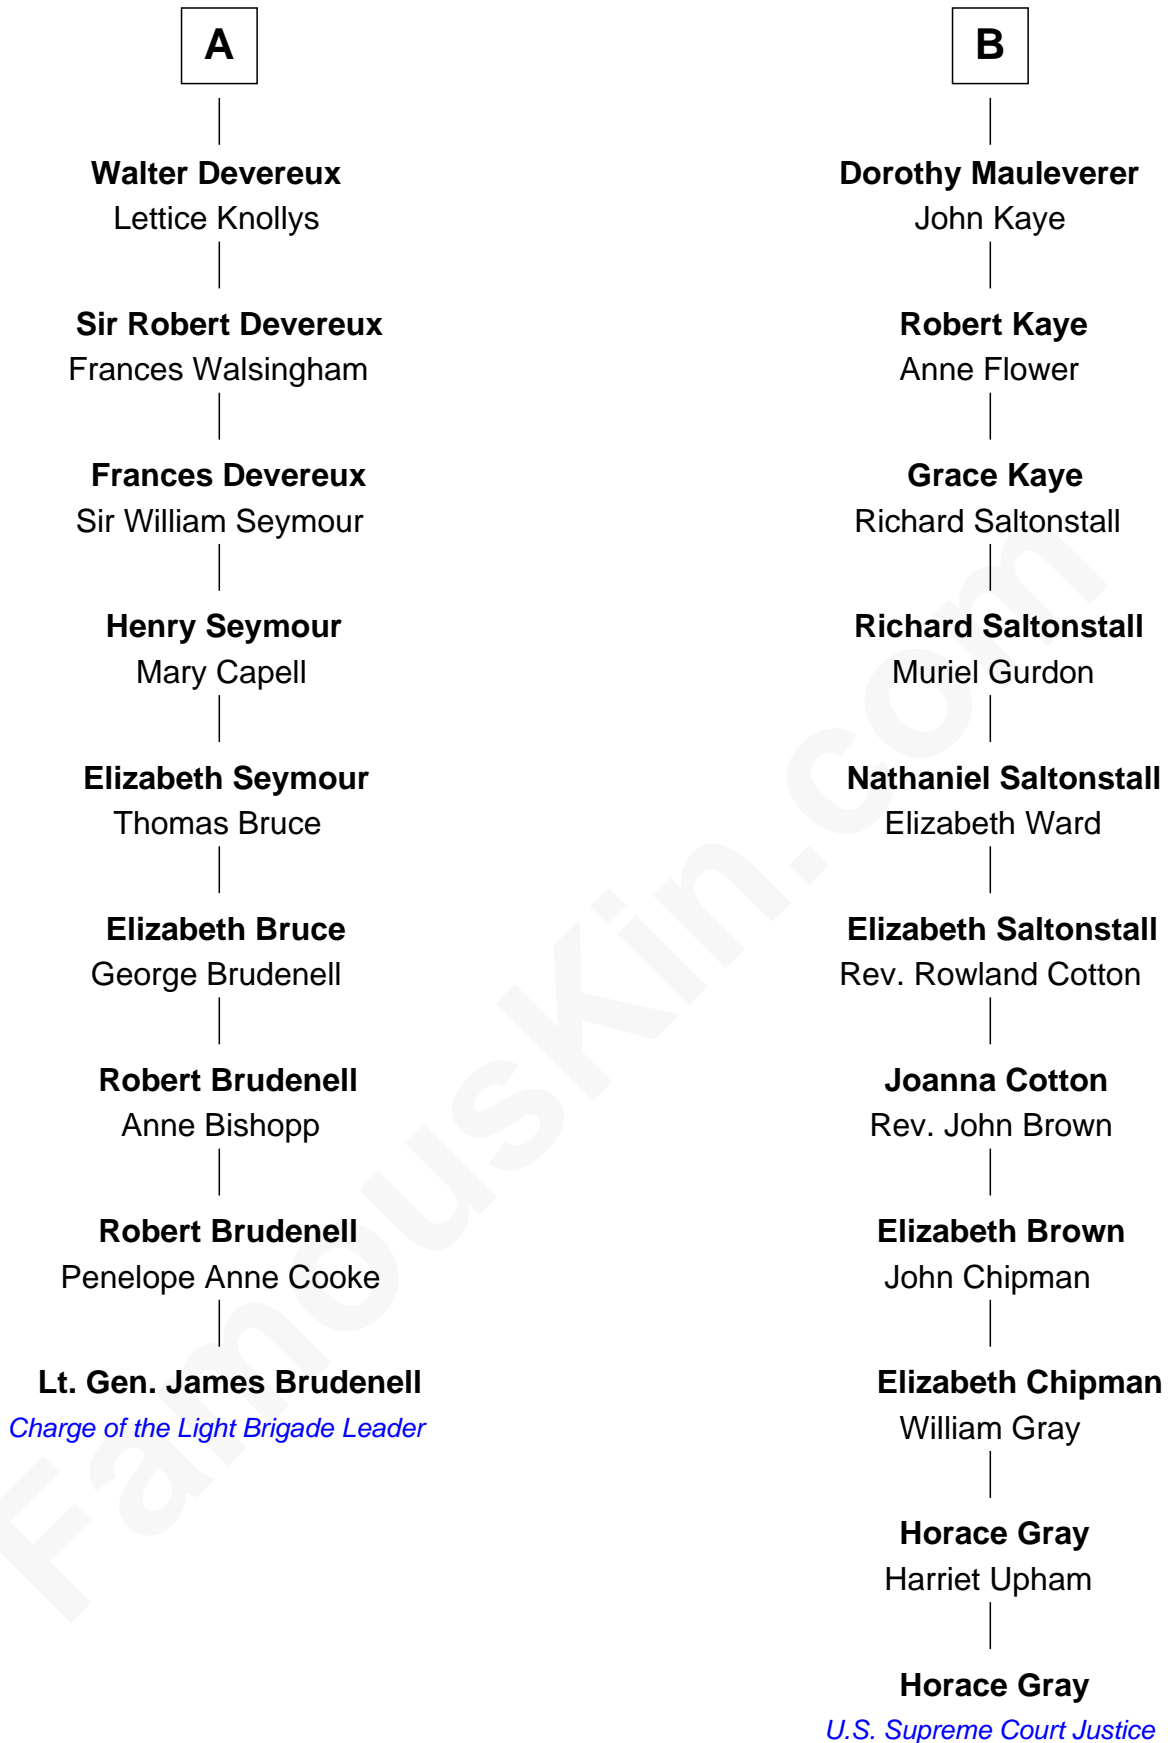 A
Walter Devereux
Lettice Knollys
Sir Robert Devereux
Frances Walsingham
Frances Devereux
Sir William Seymour
Henry Seymour
Mary Capell
Elizabeth Seymour
Thomas Bruce
Elizabeth Bruce
George Brudenell
Robert Brudenell
Anne Bishopp
Robert Brudenell
Penelope Anne Cooke
Lt. Gen. James Brudenell
Charge of the Light Brigade Leader
B
Dorothy Mauleverer
John Kaye
Robert Kaye
Anne Flower
Grace Kaye
Richard Saltonstall
Richard Saltonstall
Muriel Gurdon
Nathaniel Saltonstall
Elizabeth Ward
Elizabeth Saltonstall
Rev. Rowland Cotton
Joanna Cotton
Rev. John Brown
Elizabeth Brown
John Chipman
Elizabeth Chipman
William Gray
Horace Gray
Harriet Upham
Horace Gray
U.S. Supreme Court Justice
FamousKin.com